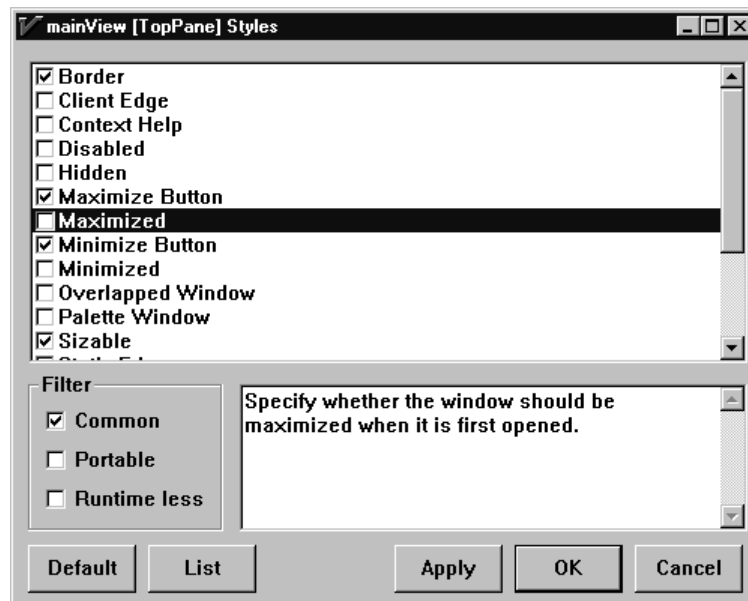 mainView [TopPane] Styles
Border
Client Edge
Context Help
Disabled
Hidden
Maximize Button
Maximized
Minimize Button
Minimized
Overlapped Window
Palette Window
Sizable
Filter
Common
Portable
Runtime less
Specify whether the window should be
maximized when it is first opened.
Default
List
Apply
OK
Cancel